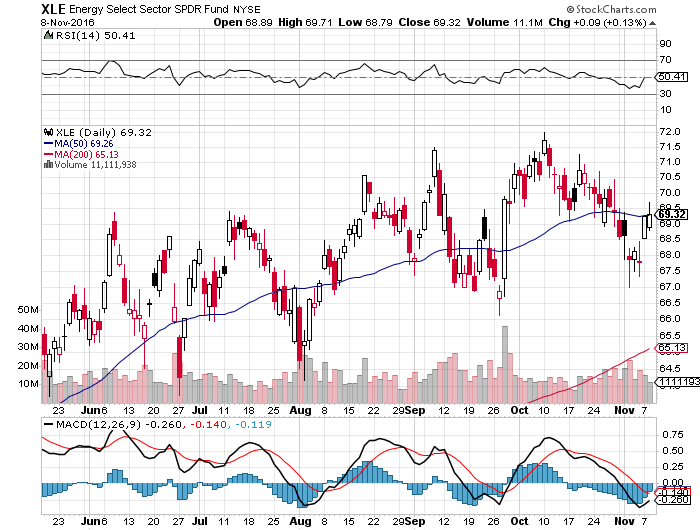 XLE Energy Select Sector SPDR Fund NYSE © StockCharts.com
8-Nov-2016 Open 68.89 High 69.71 Low 68.79 Close 69.32 Volume 11.1M Chg +0.09 (+0.13%)
RSI(14) 50.41
90
70
50.41
30
10
XLE (Daily) 69.32
MA(50) 69.26
MA(200) 65.13
Volume 11,111,938
72.0
71.5
71.0
70.5
70.0
69.5
69.32
69.0
68.5
68.0
67.5
67.0
66.5
66.0
65.5
65.13
64.5
50M
40M
30M
20M
10M
1111193
23 Jun 6 13 20 27 Jul 11 18 25 Aug 8 15 22 29 Sep 12 19 26 Oct 10 17 24 Nov 7
MACD(12,26,9) -0.260, -0.140, -0.119
0.75
0.50
0.25
0.00
-0.140
-0.260
23 Jun 6 13 20 27 Jul 11 18 25 Aug 8 15 22 29 Sep 12 19 26 Oct 10 17 24 Nov 7